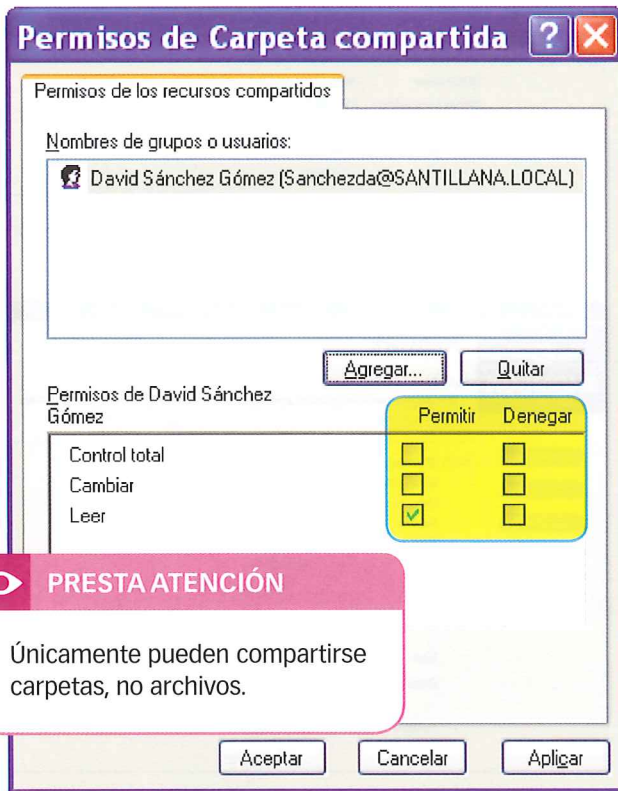 Permisos de Carpeta compartida ? X
Permisos de los recursos compartidos
Nombres de grupos o usuarios:
David Sánchez Gómez (Sanchezda@SANTILLANA.LOCAL)
Agregar... Quitar
Permisos de David Sánchez
Gómez Permitir Denegar
Control total
Cambiar
Leer
PRESTA ATENCIÓN
Únicamente pueden compartirse
carpetas, no archivos.
Aceptar Cancelar Aplicar